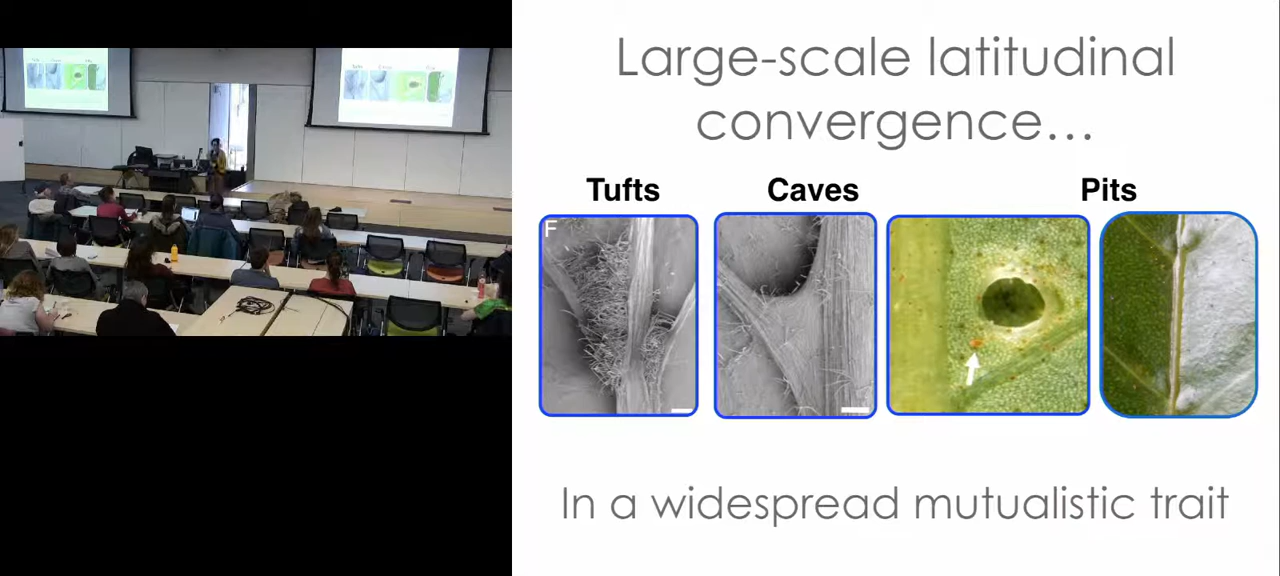 Large-scale latitudinal
convergence…
Tufts Caves Pits
F
In a widespread mutualistic trait